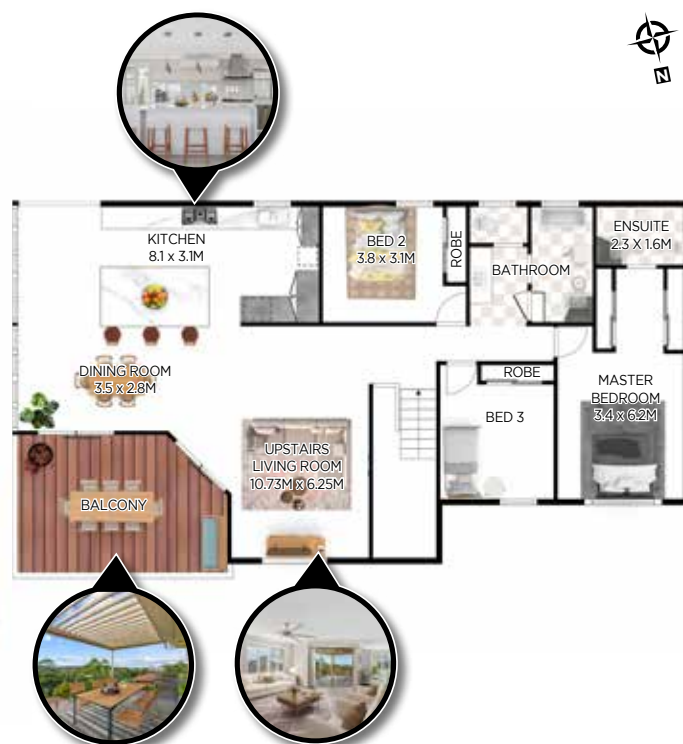 N
KITCHEN
8.1 x 3.1M
BED 2
3.8 x 3.1M
ROBE
BATHROOM
ENSUITE
2.3 X 1.6M
DINING ROOM
3.5 x 2.8M
ROBE
BED 3
MASTER
BEDROOM
3.4 x 6.2M
UPSTAIRS
LIVING ROOM
10.73M x 6.25M
BALCONY